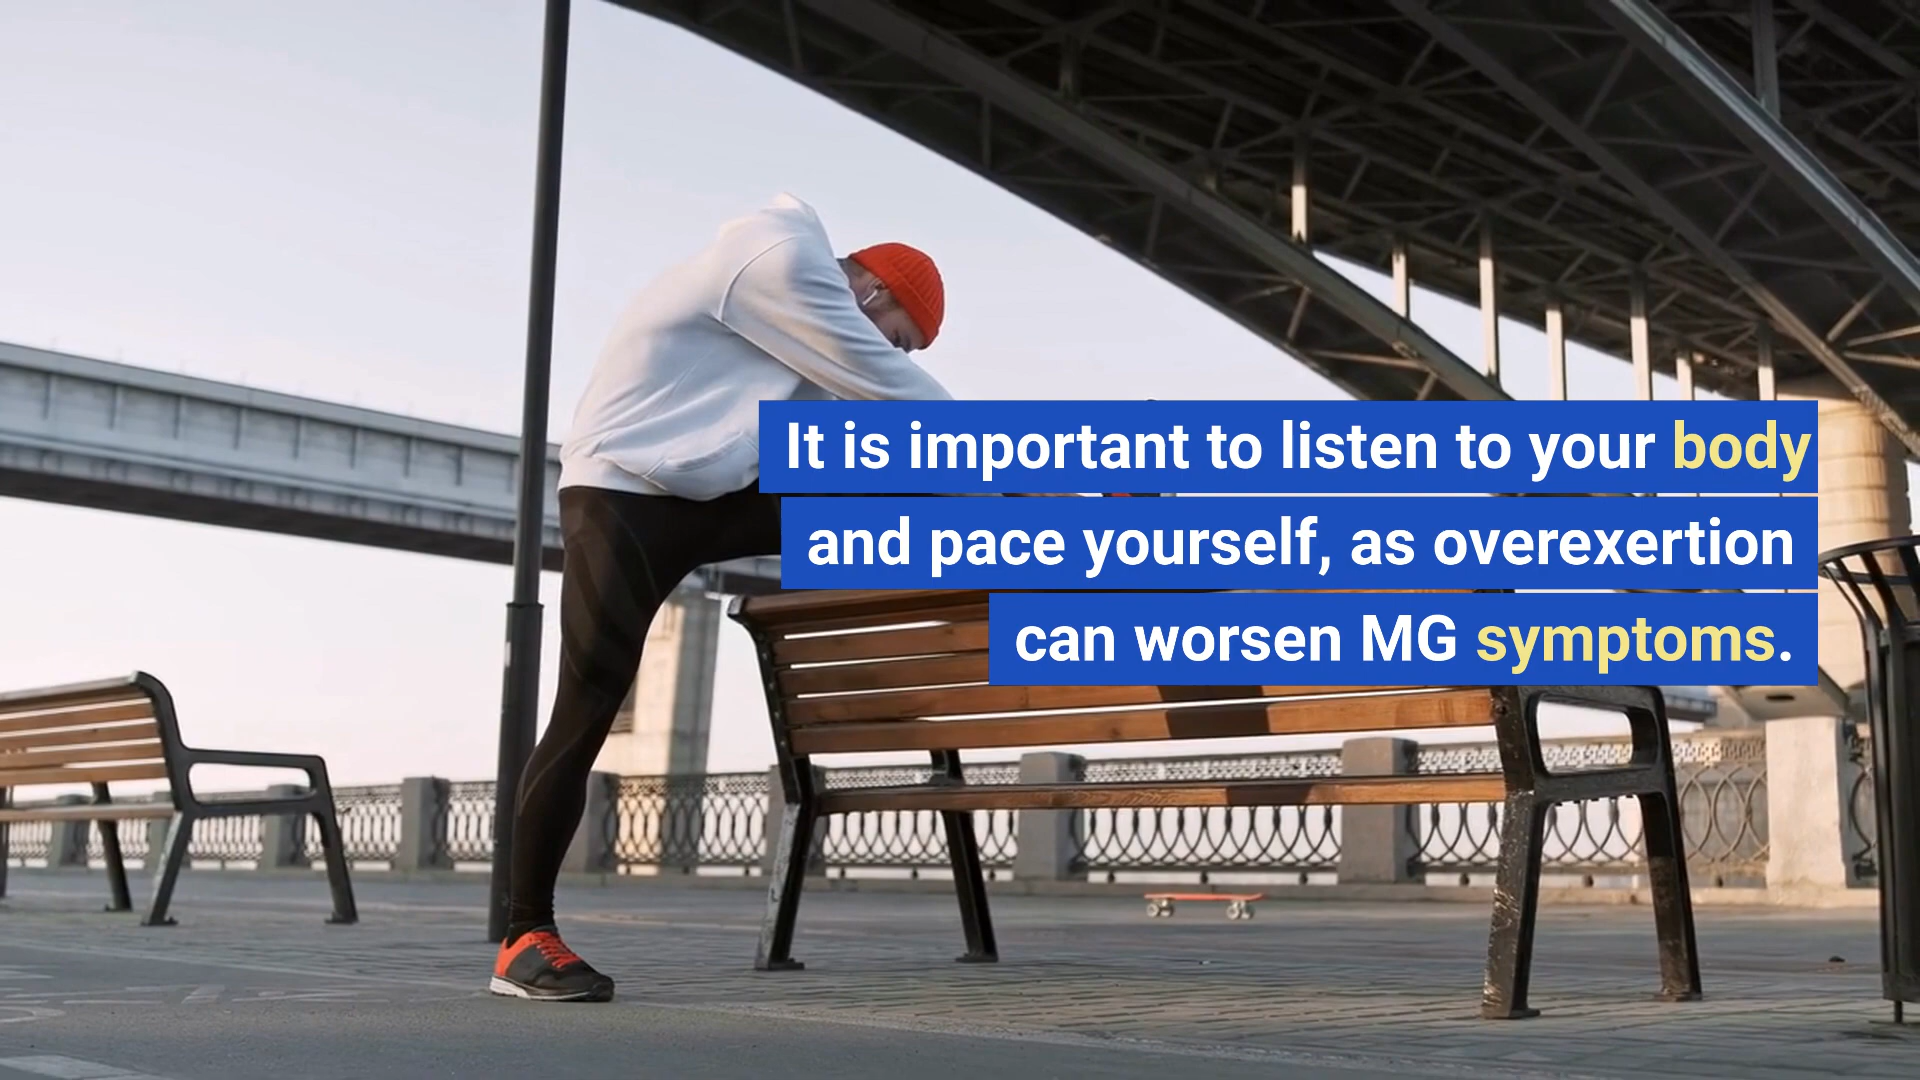 It is important to listen to your body
and pace yourself, as overexertion
can worsen MG symptoms.